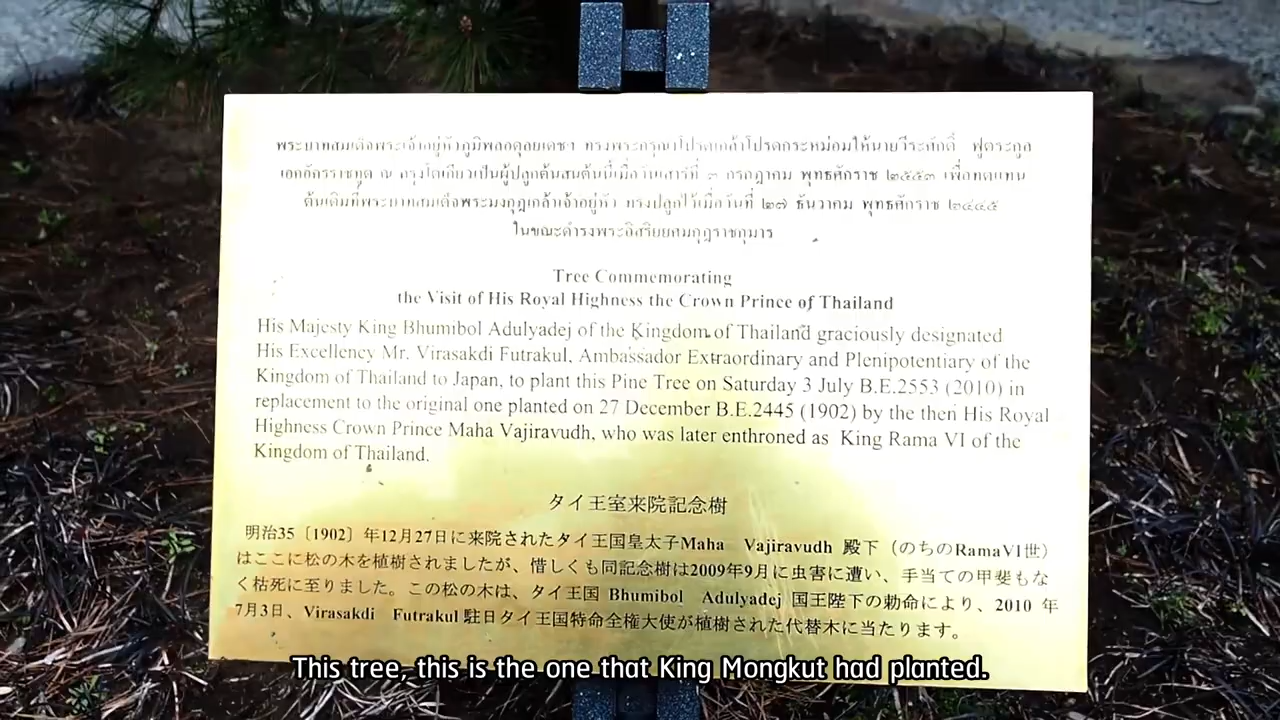 พระบาทสมเด็จพระเจ้าอยู่หัวภูมิพลอดุลยเดชฯ ทรงพระกรุณาโปรดเกล้าโปรดกระหม่อมให้นายวีระศักดิ์ ฟูตระกูล
เอกอัครราชทูต ณ กรุงโตเกียวเป็นผู้ปลูกต้นสนต้นนี้เมื่อวันเสาร์ที่ ๓ กรกฎาคม พุทธศักราช ๒๕๕๓ เพื่อทดแทน
ต้นเดิมที่พระบาทสมเด็จพระมงกุฎเกล้าเจ้าอยู่หัว ทรงปลูกไว้เมื่อวันที่ ๒๗ ธันวาคม พุทธศักราช ๒๔๔๕
ในขณะดำรงพระอิสริยยศมกุฎราชกุมาร
Tree Commemorating
the Visit of His Royal Highness the Crown Prince of Thailand
His Majesty King Bhumibol Adulyadej of the Kingdom of Thailand graciously designated
His Excellency Mr. Virasakdi Futrakul, Ambassador Extraordinary and Plenipotentiary of the
Kingdom of Thailand to Japan, to plant this Pine Tree on Saturday 3 July B.E.2553 (2010) in
replacement to the original one planted on 27 December B.E.2445 (1902) by the then His Royal
Highness Crown Prince Maha Vajiravudh, who was later enthroned as King Rama VI of the
Kingdom of Thailand.
タイ王室来院記念樹
明治35〔1902〕年12月27日に来院されたタイ王国皇太子Maha Vajiravudh 殿下（のちのRamaVI世）
はここに松の木を植樹されましたが、惜しくも同記念樹は2009年9月に虫害に遭い、手当ての甲斐もな
く枯死に至りました。この松の木は、タイ王国 Bhumibol Adulyadej 国王陛下の勅命により、2010 年
7月3日、Virasakdi Futrakul 駐日タイ王国特命全権大使が植樹された代替木に当たります。
This tree, this is the one that King Mongkut had planted.